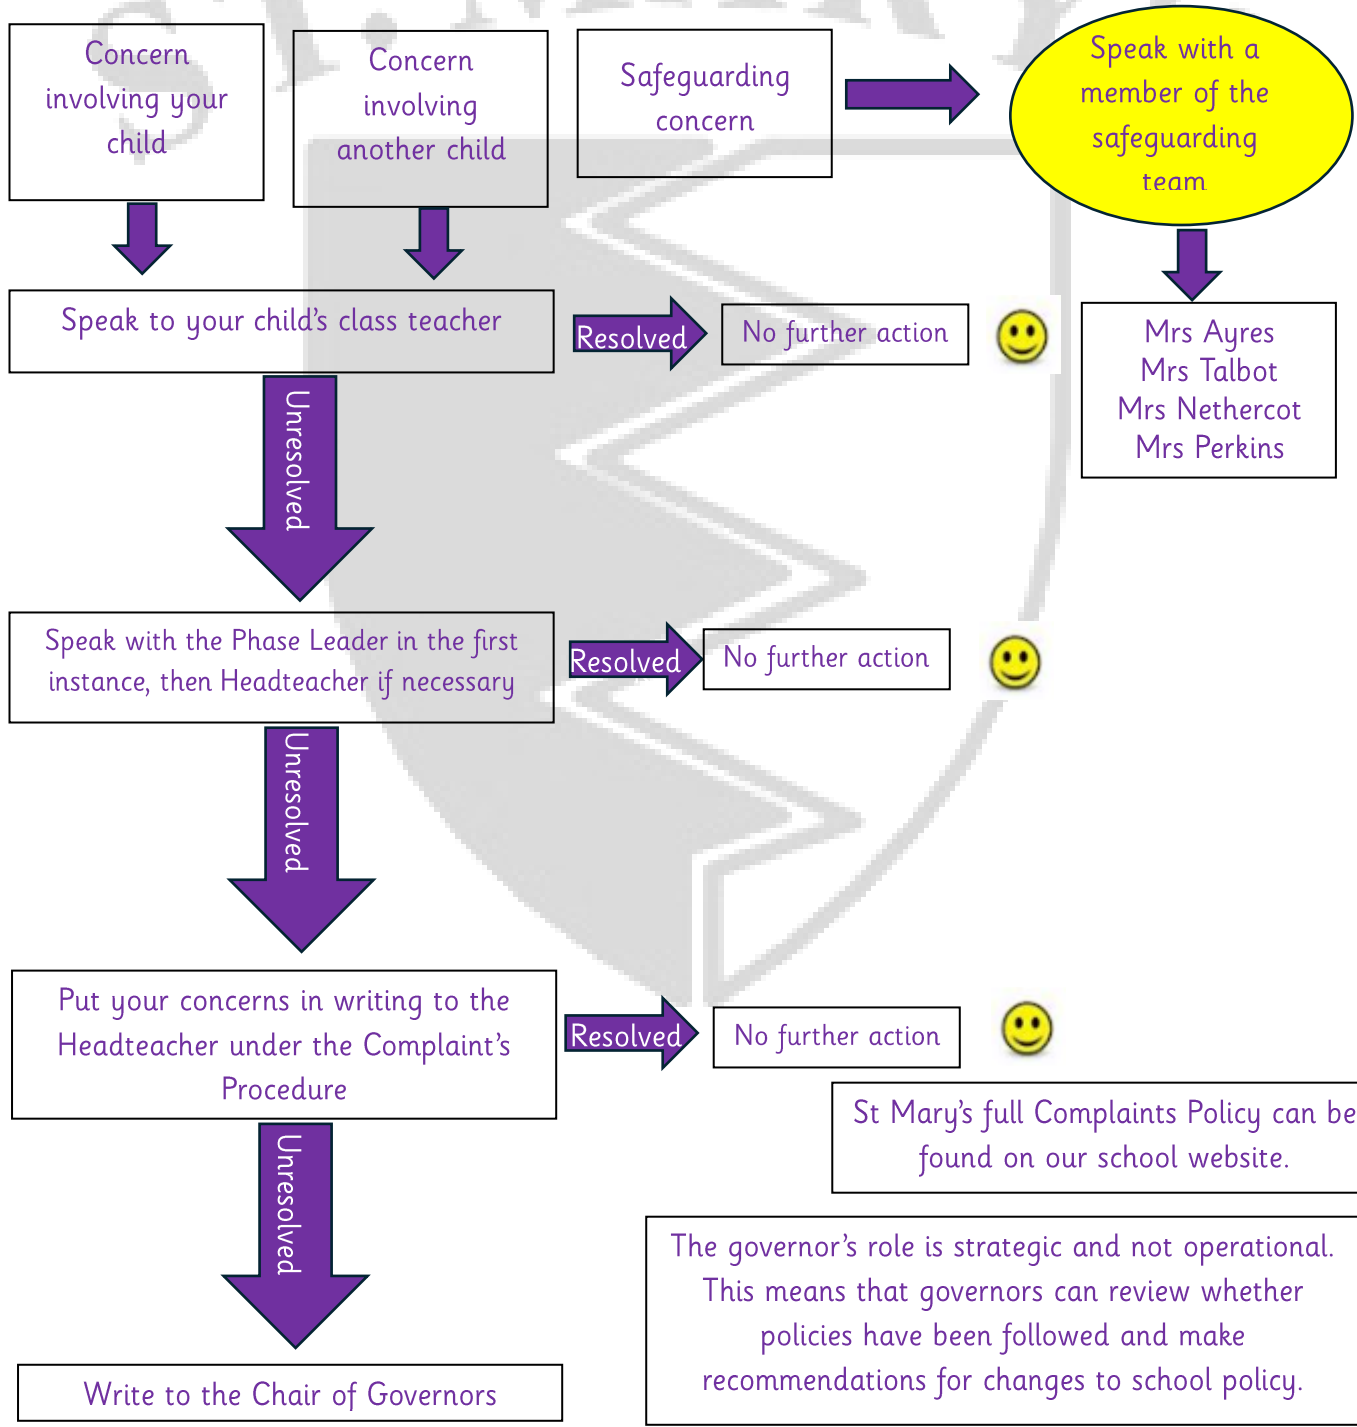 ST. MARY
Concern
involving your
child
Concern
involving
another child
Safeguarding
concern
Speak with a
member of the
safeguarding
team
Speak to your child's class teacher
Resolved
No further action
Mrs Ayres
Mrs Talbot
Mrs Nethercot
Mrs Perkins
Unresolved
Speak with the Phase Leader in the first
instance, then Headteacher if necessary
Resolved
No further action
Unresolved
Put your concerns in writing to the
Headteacher under the Complaint's
Procedure
Resolved
No further action
St Mary's full Complaints Policy can be
found on our school website.
Unresolved
The governor's role is strategic and not operational.
This means that governors can review whether
policies have been followed and make
recommendations for changes to school policy.
Write to the Chair of Governors